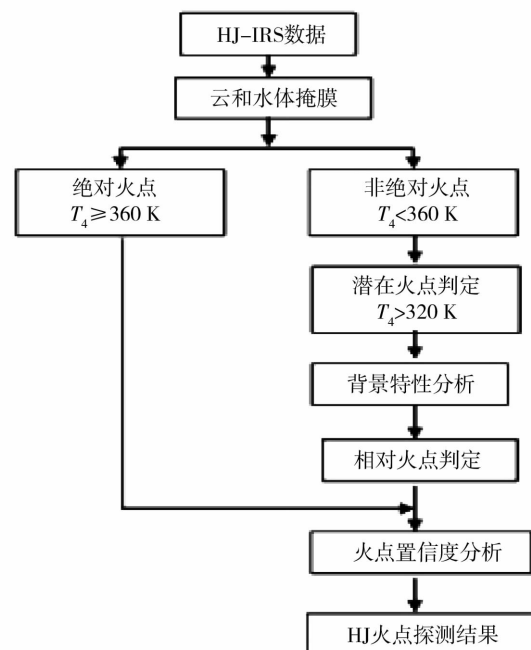 HJ-IRS数据
云和水体掩膜
绝对火点
T₄≥360 K
非绝对火点
T₄<360 K
潜在火点判定
T₄>320 K
背景特性分析
相对火点判定
火点置信度分析
HJ火点探测结果